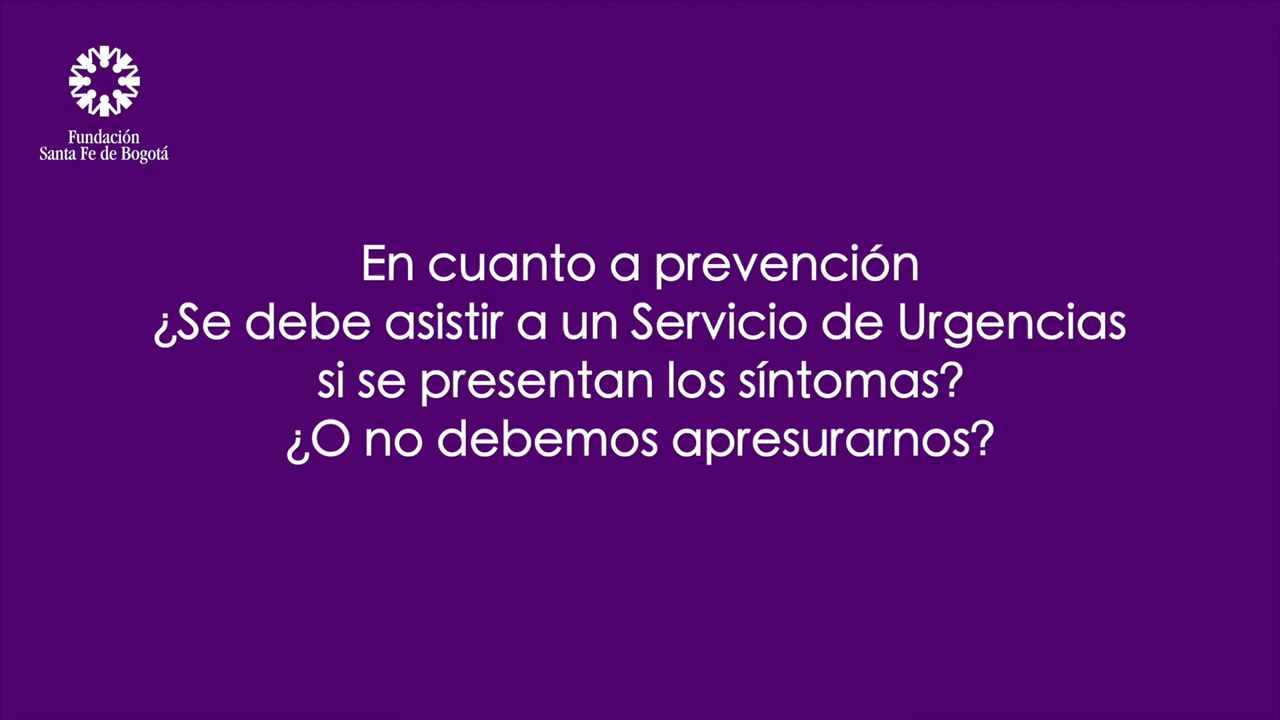 Fundación
Santa Fe de Bogotá
En cuanto a prevención
¿Se debe asistir a un Servicio de Urgencias
si se presentan los síntomas?
¿O no debemos apresurarnos?